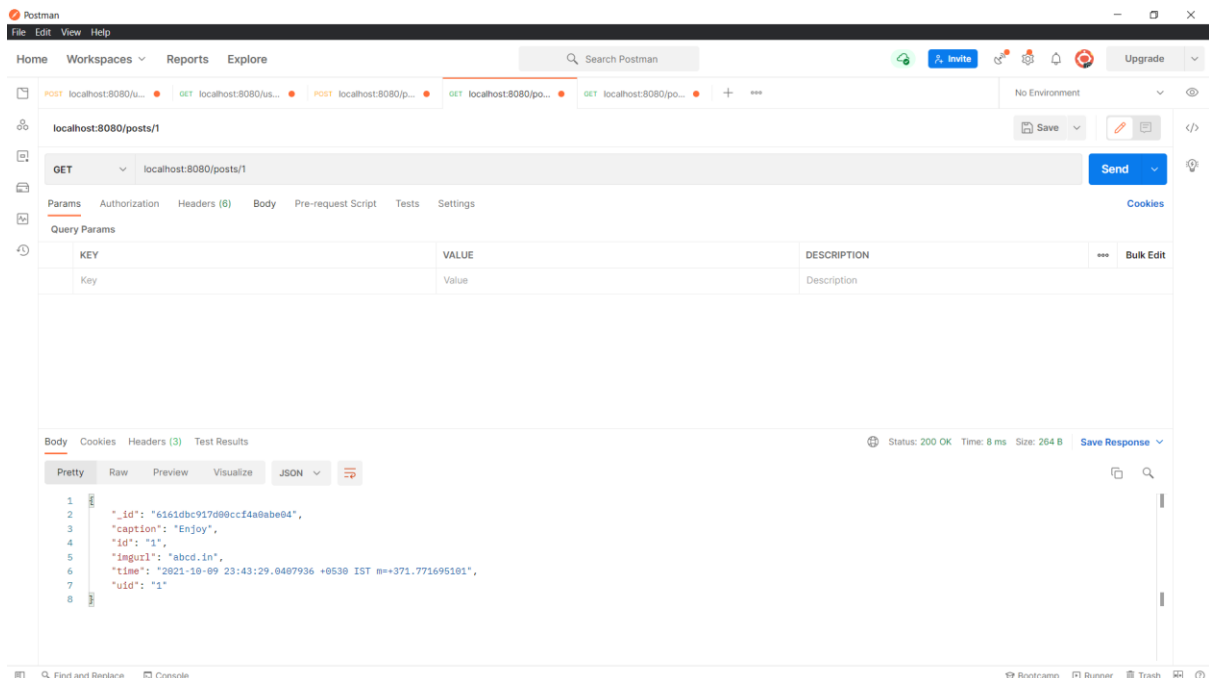 Postman
File Edit View Help
Home Workspaces Reports Explore Search Postman Invite Upgrade
POST localhost:8080/u... GET localhost:8080/us... POST localhost:8080/p... GET localhost:8080/po... GET localhost:8080/po... + ooo No Environment
localhost:8080/posts/1 Save
GET localhost:8080/posts/1 Send
Params Authorization Headers (6) Body Pre-request Script Tests Settings Cookies
Query Params
KEY VALUE DESCRIPTION ooo Bulk Edit
Key Value Description
Body Cookies Headers (3) Test Results Status: 200 OK Time: 8 ms Size: 264 B Save Response
Pretty Raw Preview Visualize JSON
1 {
2 "_id": "6161dbc917d00ccf4a0abe04",
3 "caption": "Enjoy",
4 "id": "1",
5 "imgurl": "abcd.in",
6 "time": "2021-10-09 23:43:29.0407936 +0530 IST m=+371.771695101",
7 "uid": "1"
8 }
Find and Replace Console Bootcamp Runner Trash